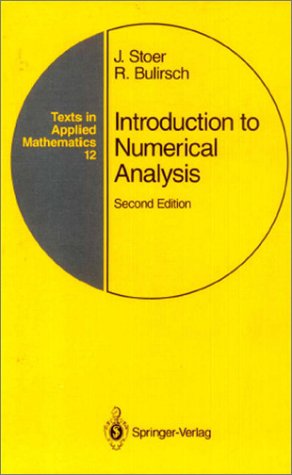 J. Stoer
R. Bulirsch
Texts in
Applied
Mathematics
12
Introduction to
Numerical
Analysis
Second Edition
Springer-Verlag